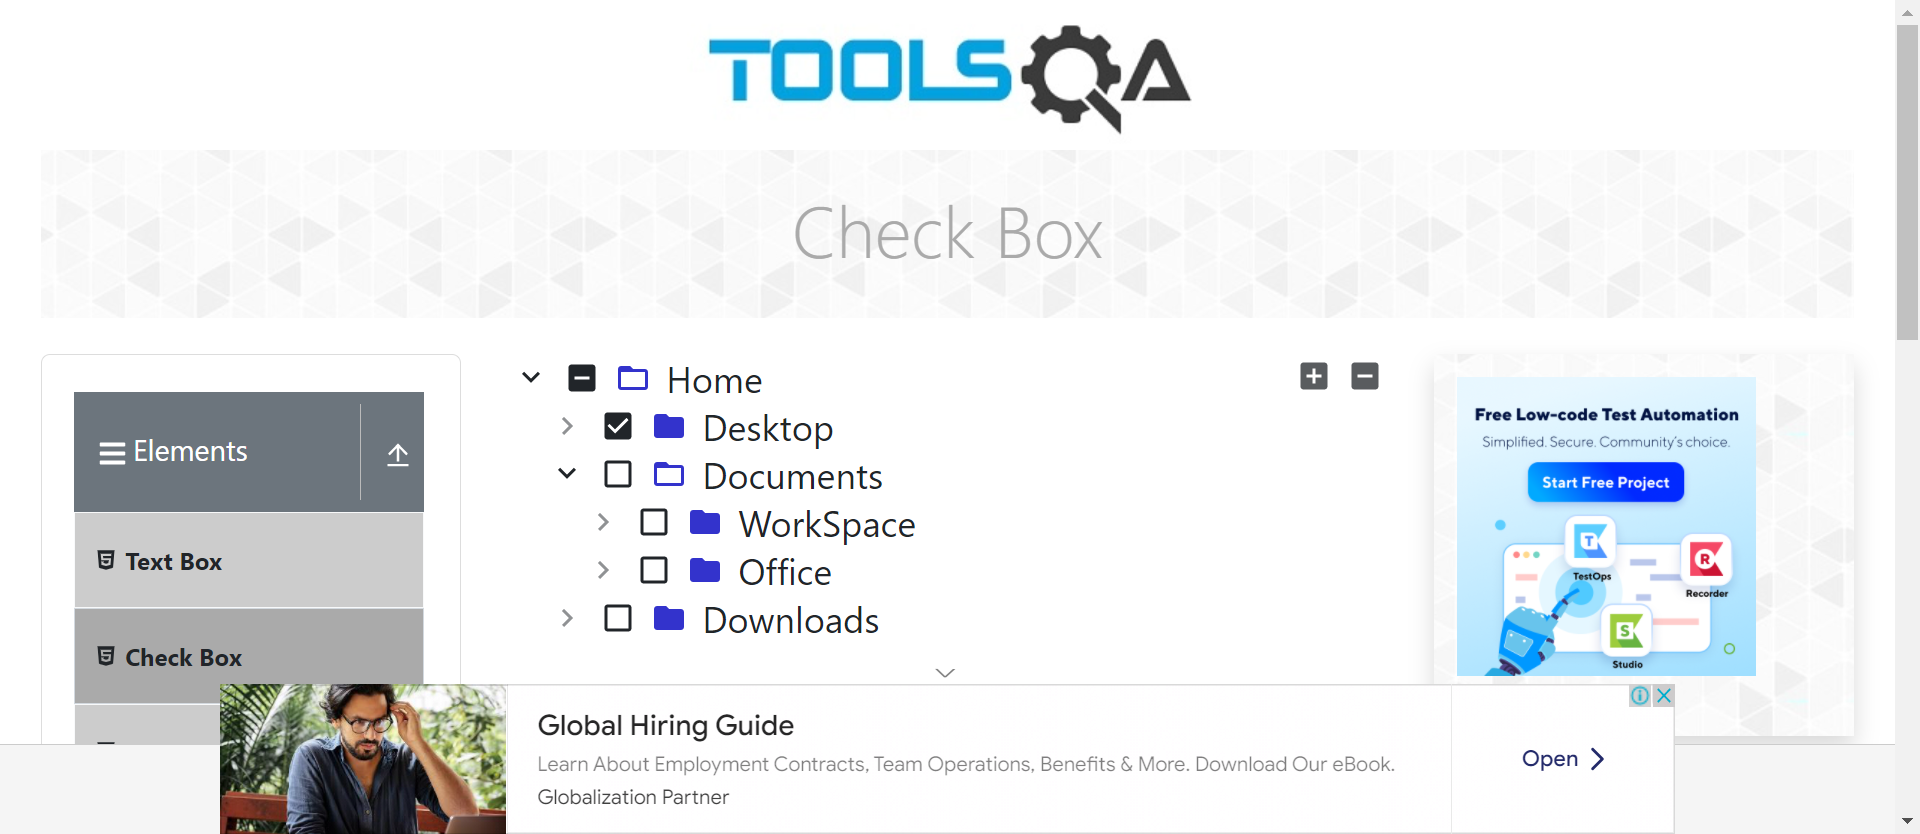 TOOLSQA
Check Box
Elements
Text Box
Check Box
Home
Desktop
Documents
WorkSpace
Office
Downloads
Free Low-code Test Automation
Simplified. Secure. Community's choice.
Start Free Project
TestOps
Recorder
Studio
Global Hiring Guide
Learn About Employment Contracts, Team Operations, Benefits & More. Download Our eBook.
Globalization Partner
Open